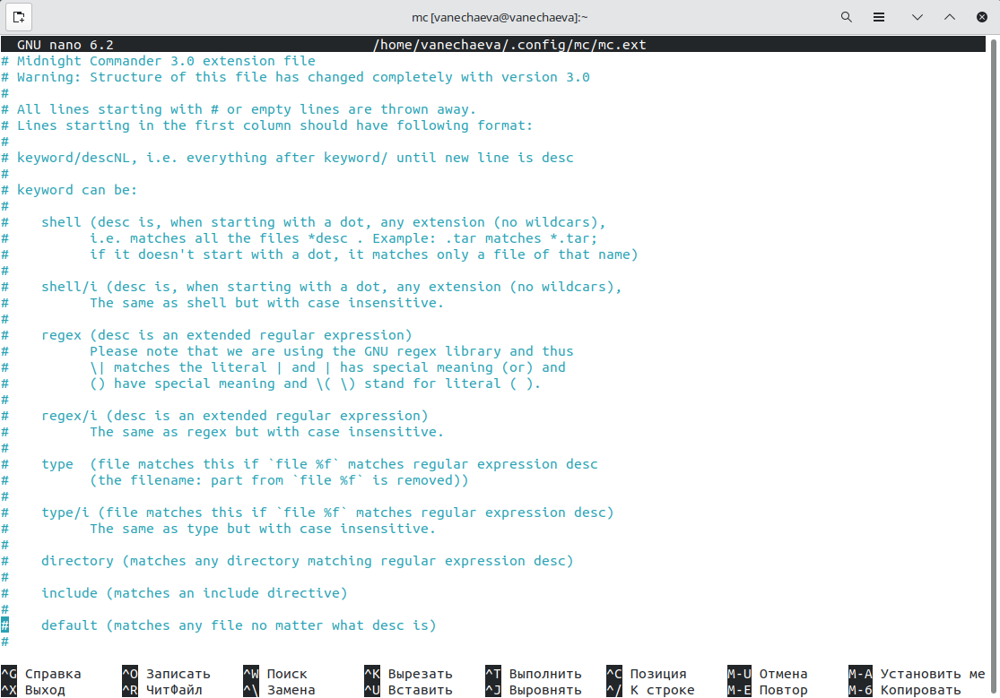 mc [vanechaeva@vanechaeva]:~
GNU nano 6.2 /home/vanechaeva/.config/mc/mc.ext
# Midnight Commander 3.0 extension file
# Warning: Structure of this file has changed completely with version 3.0
#
# All lines starting with # or empty lines are thrown away.
# Lines starting in the first column should have following format:
#
# keyword/descNL, i.e. everything after keyword/ until new line is desc
#
# keyword can be:
#
#    shell (desc is, when starting with a dot, any extension (no wildcars),
#          i.e. matches all the files *desc . Example: .tar matches *.tar;
#          if it doesn't start with a dot, it matches only a file of that name)
#
#    shell/i (desc is, when starting with a dot, any extension (no wildcars),
#          The same as shell but with case insensitive.
#
#    regex (desc is an extended regular expression)
#          Please note that we are using the GNU regex library and thus
#          \| matches the literal | and | has special meaning (or) and
#          () have special meaning and \( \) stand for literal ( ).
#
#    regex/i (desc is an extended regular expression)
#          The same as regex but with case insensitive.
#
#    type  (file matches this if `file %f` matches regular expression desc
#          (the filename: part from `file %f` is removed))
#
#    type/i (file matches this if `file %f` matches regular expression desc)
#          The same as type but with case insensitive.
#
#    directory (matches any directory matching regular expression desc)
#
#    include (matches an include directive)
#
#    default (matches any file no matter what desc is)
#
^G Справка ^O Записать ^W Поиск ^K Вырезать ^T Выполнить ^C Позиция M-U Отмена M-A Установить ме
^X Выход ^R ЧитФайл ^\ Замена ^U Вставить ^J Выровнять ^/ К строке M-E Повтор M-6 Копировать